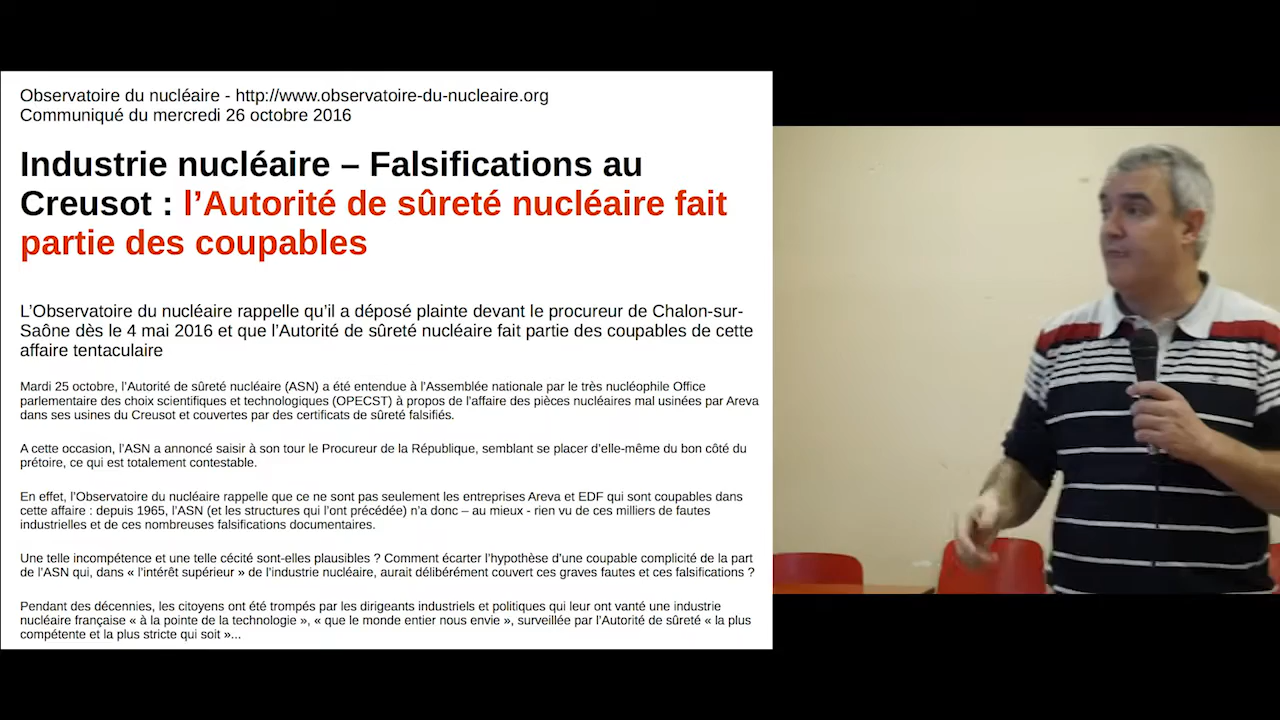 Observatoire du nucléaire - http://www.observatoire-du-nucleaire.org
Communiqué du mercredi 26 octobre 2016
Industrie nucléaire – Falsifications au
Creusot : l’Autorité de sûreté nucléaire fait
partie des coupables
L’Observatoire du nucléaire rappelle qu’il a déposé plainte devant le procureur de Chalon-sur-
Saône dès le 4 mai 2016 et que l’Autorité de sûreté nucléaire fait partie des coupables de cette
affaire tentaculaire
Mardi 25 octobre, l’Autorité de sûreté nucléaire (ASN) a été entendue à l’Assemblée nationale par le très nucléophile Office
parlementaire des choix scientifiques et technologiques (OPECST) à propos de l’affaire des pièces nucléaires mal usinées par Areva
dans ses usines du Creusot et couvertes par des certificats de sûreté falsifiés.
A cette occasion, l’ASN a annoncé saisir à son tour le Procureur de la République, semblant se placer d’elle-même du bon côté du
prétoire, ce qui est totalement contestable.
En effet, l’Observatoire du nucléaire rappelle que ce ne sont pas seulement les entreprises Areva et EDF qui sont coupables dans
cette affaire : depuis 1965, l’ASN (et les structures qui l’ont précédée) n’a donc – au mieux - rien vu de ces milliers de fautes
industrielles et de ces nombreuses falsifications documentaires.
Une telle incompétence et une telle cécité sont-elles plausibles ? Comment écarter l’hypothèse d’une coupable complicité de la part
de l’ASN qui, dans « l’intérêt supérieur » de l’industrie nucléaire, aurait délibérément couvert ces graves fautes et ces falsifications ?
Pendant des décennies, les citoyens ont été trompés par les dirigeants industriels et politiques qui leur ont vanté une industrie
nucléaire française « à la pointe de la technologie », « que le monde entier nous envie », surveillée par l’Autorité de sûreté « la plus
compétente et la plus stricte qui soit »...